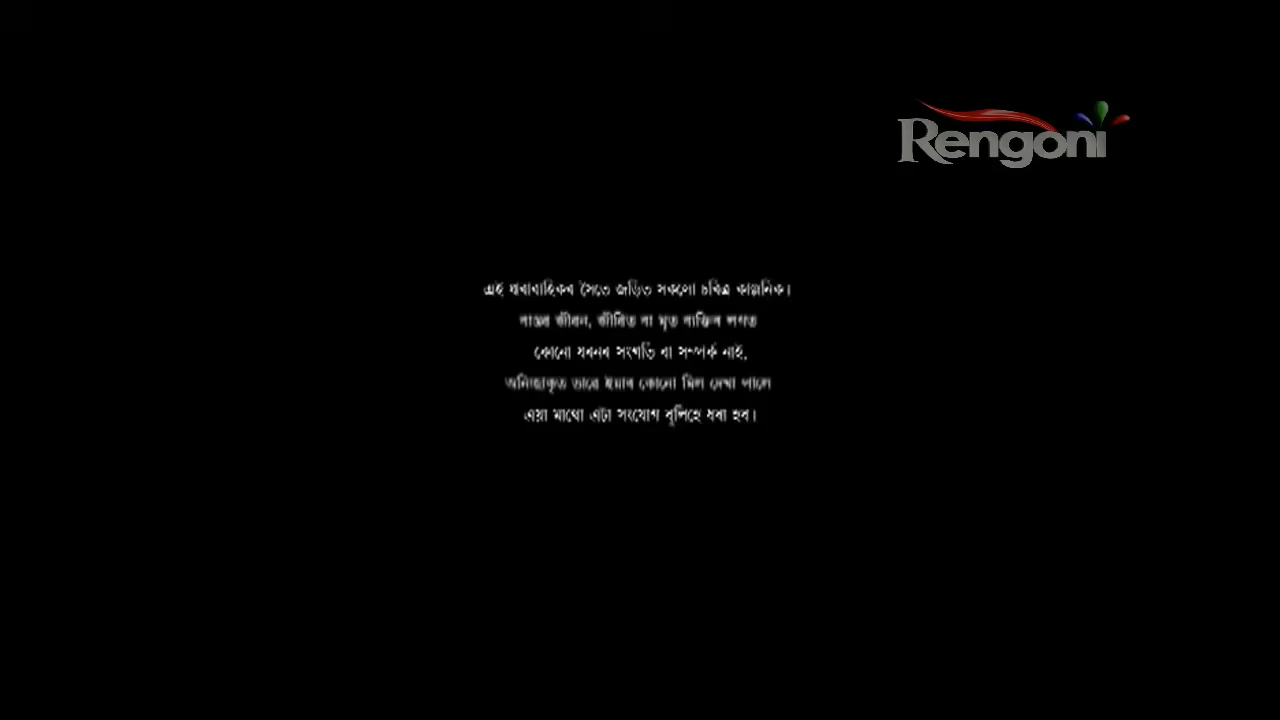 Rengoni
এই ধাৰাবাহিকৰ সৈতে জড়িত সকলো চৰিত্ৰ কাল্পনিক।
বাস্তৱ জীৱন, জীৱিত বা মৃত ব্যক্তিৰ লগত
কোনো ধৰনৰ সংগতি বা সম্পৰ্ক নাই,
অনিচ্ছাকৃত ভাৱে ইয়াৰ কোনো মিল দেখা পালে
এয়া মাথো এটা সংযোগ বুলিহে ধৰা হব।